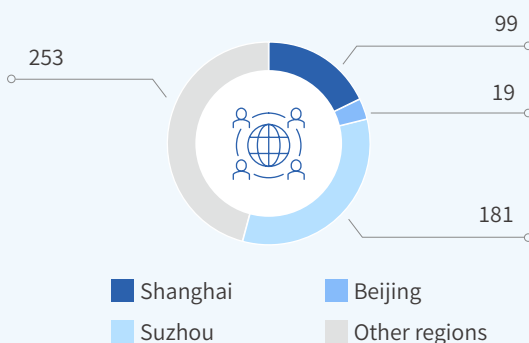 99
253
19
181
Shanghai
Beijing
Suzhou
Other regions